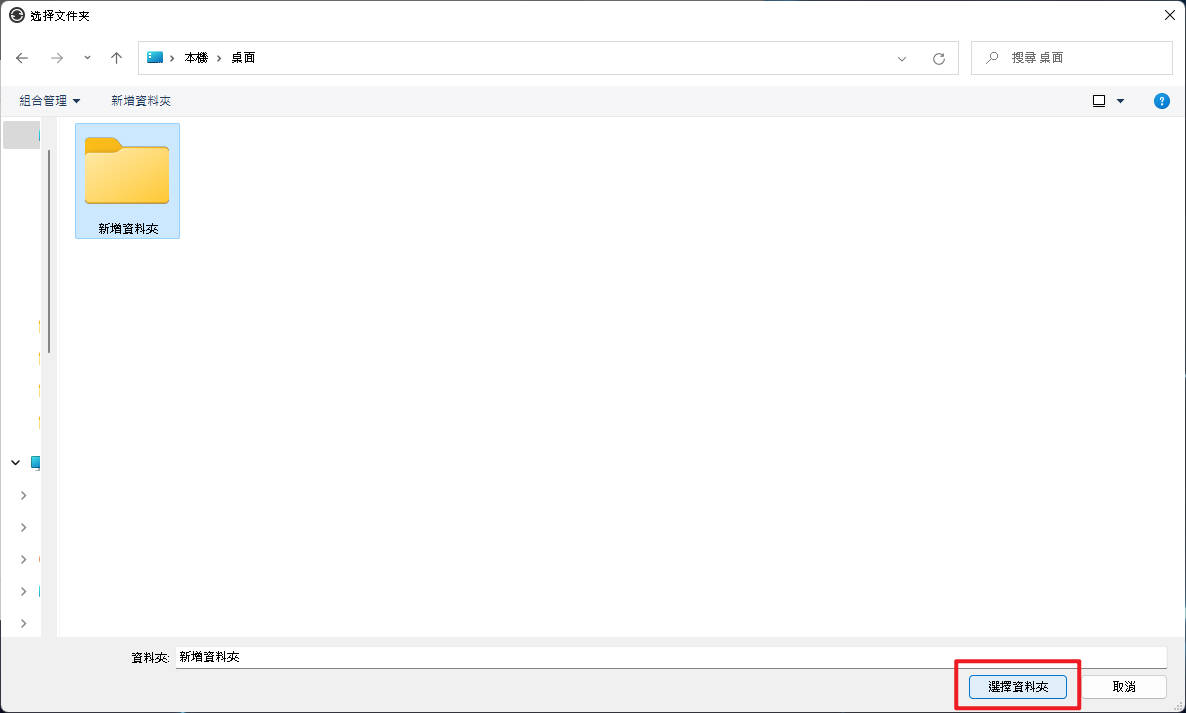 选择文件夹
本機 > 桌面
搜尋 桌面
組合管理
新增資料夾
新增資料夾
資料夾: 新增資料夾
選擇資料夾
取消